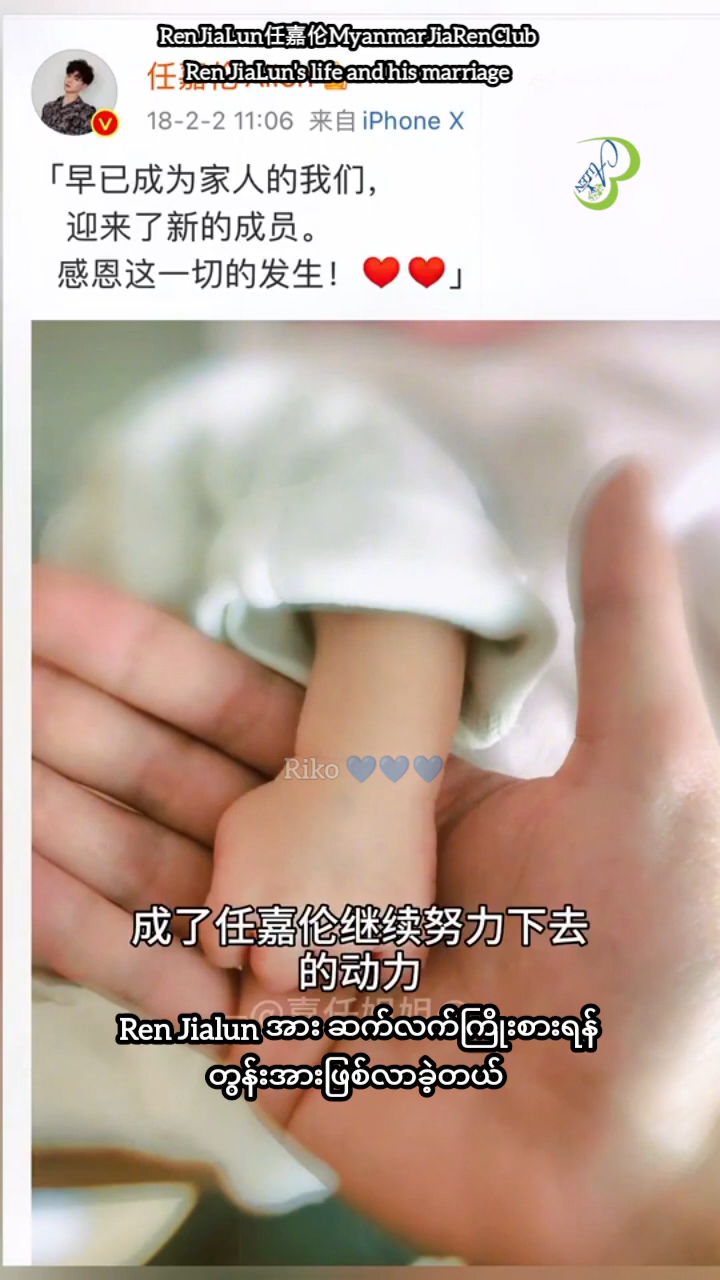 RenJiaLun任嘉伦MyanmarJiaRenClub
Ren JiaLun's life and his marriage
任嘉伦
18-2-2 11:06 来自 iPhone X
「早已成为家人的我们,
迎来了新的成员。
感恩这一切的发生! ❤️❤️」
Riko 💙💙💙
成了任嘉伦继续努力下去
的动力
Ren Jialun အား ဆက်လက်ကြိုးစားရန်
တွန်းအားဖြစ်လာခဲ့တယ်